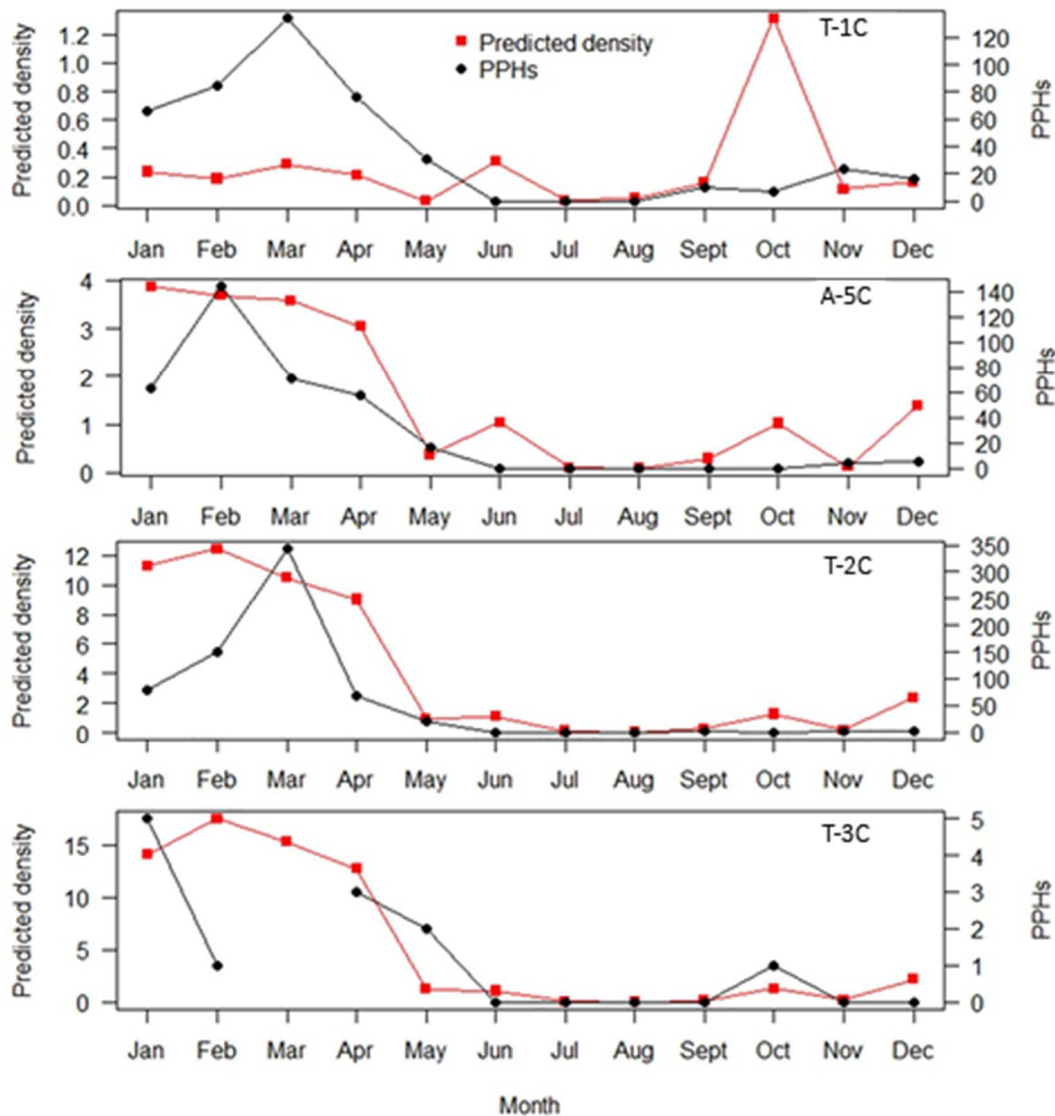 T-1C
Predicted density
PPHs
Predicted density
1.2
1.0
0.8
0.6
0.4
0.2
0.0
120
100
80
60
40
20
0
PPHs
Jan Feb Mar Apr May Jun Jul Aug Sept Oct Nov Dec
A-5C
Predicted density
4
3
2
1
0
140
120
100
80
60
40
20
0
PPHs
Jan Feb Mar Apr May Jun Jul Aug Sept Oct Nov Dec
T-2C
Predicted density
12
10
8
6
4
2
0
350
300
250
200
150
100
50
0
PPHs
Jan Feb Mar Apr May Jun Jul Aug Sept Oct Nov Dec
T-3C
Predicted density
15
10
5
0
5
4
3
2
1
0
PPHs
Jan Feb Mar Apr May Jun Jul Aug Sept Oct Nov Dec
Month